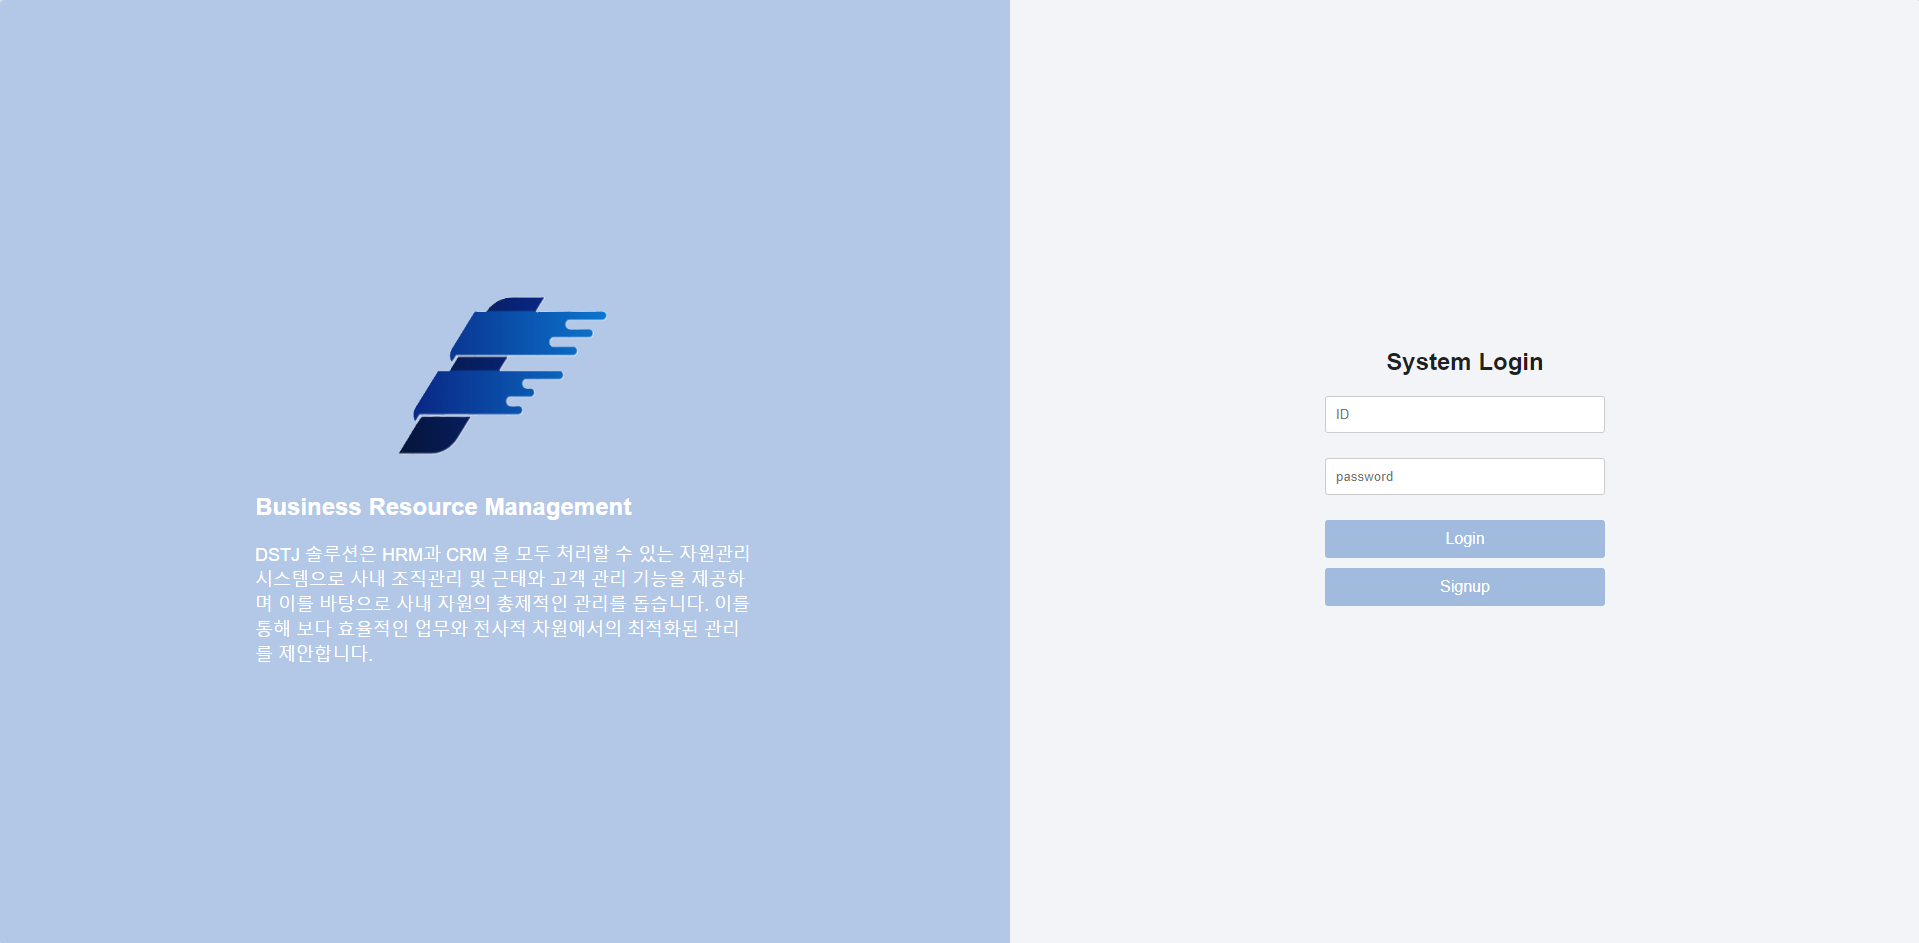 Business Resource Management
DSTJ 솔루션은 HRM과 CRM 을 모두 처리할 수 있는 자원관리
시스템으로 사내 조직관리 및 근태와 고객 관리 기능을 제공하
며 이를 바탕으로 사내 자원의 총제적인 관리를 돕습니다. 이를
통해 보다 효율적인 업무와 전사적 차원에서의 최적화된 관리
를 제안합니다.
System Login
ID
password
Login
Signup